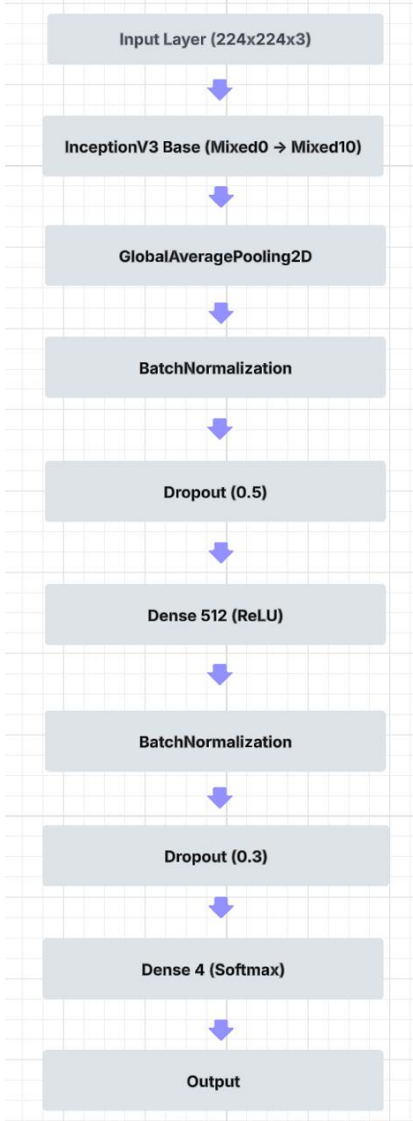 Input Layer (224x224x3)
InceptionV3 Base (Mixed0 → Mixed10)
GlobalAveragePooling2D
BatchNormalization
Dropout (0.5)
Dense 512 (ReLU)
BatchNormalization
Dropout (0.3)
Dense 4 (Softmax)
Output